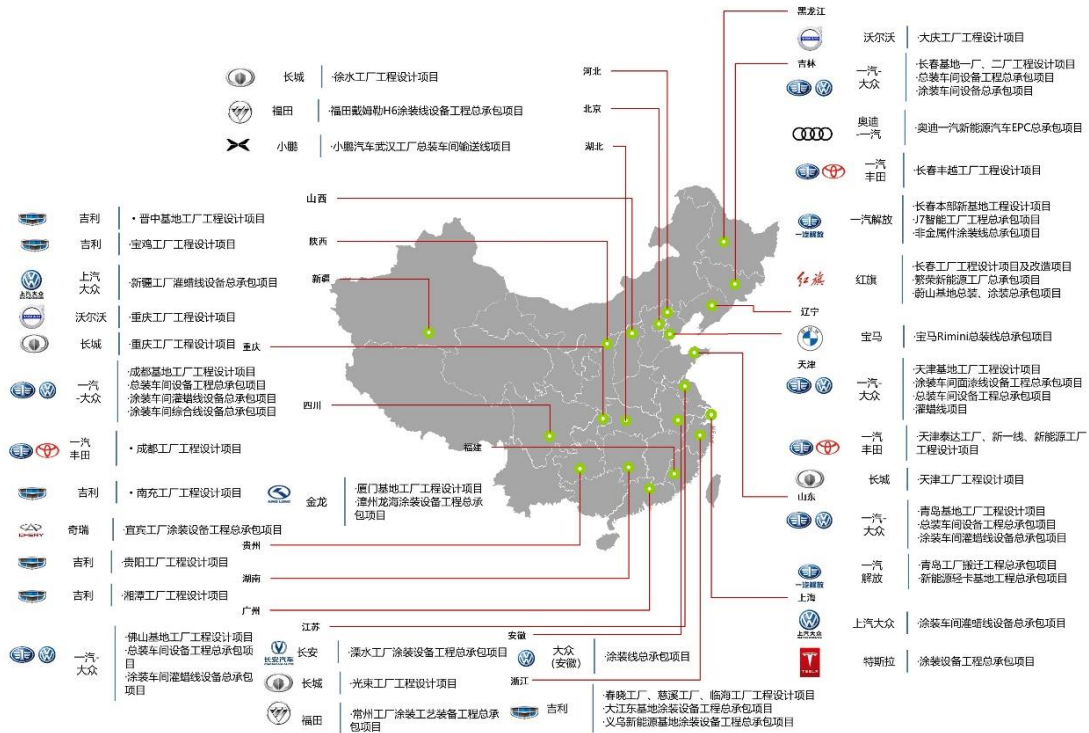 黑龙江
沃尔沃
·大庆工厂工程设计项目
吉林
一汽-
大众
·长春基地一厂、二厂工程设计项目
·总装车间设备工程总承包项目
·涂装车间设备总承包项目
奥迪
-一汽
·奥迪一汽新能源汽车EPC总承包项目
一汽
丰田
·长春丰越工厂工程设计项目
一汽解放
一汽解放
·长春本部新基地工程设计项目
·J7智能工厂工程总承包项目
·非金属件涂装线总承包项目
红旗
红旗
·长春工厂工程设计项目及改造项目
·繁荣新能源工厂总承包项目
·蔚山基地总装、涂装总承包项目
辽宁
宝马
·宝马Rimini总装线总承包项目
天津
一汽-
大众
·天津基地工厂工程设计项目
·涂装车间面漆线设备工程总承包项目
·总装车间设备工程总承包项目
·灌蜡线项目
一汽
丰田
·天津泰达工厂、新一线、新能源工厂
工程设计项目
长城
·天津工厂工程设计项目
山东
一汽-
大众
·青岛基地工厂工程设计项目
·总装车间设备工程总承包项目
·涂装车间灌蜡线设备总承包项目
一汽解放
一汽
解放
·青岛工厂搬迁工程总承包项目
·新能源轻卡基地工程总承包项目
上海
上汽大众
上汽大众
·涂装车间灌蜡线设备总承包项目
TESLA
特斯拉
·涂装设备工程总承包项目
河北
长城
·徐水工厂工程设计项目
北京
福田
·福田戴姆勒H6涂装线设备工程总承包项目
湖北
小鹏
·小鹏汽车武汉工厂总装车间输送线项目
山西
吉利
• 晋中基地工厂工程设计项目
陕西
吉利
·宝鸡工厂工程设计项目
新疆
上汽大众
上汽
大众
·新疆工厂灌蜡线设备总承包项目
沃尔沃
·重庆工厂工程设计项目
长城
·重庆工厂工程设计项目
重庆
一汽
-大众
·成都基地工厂工程设计项目
·总装车间设备工程总承包项目
·涂装车间灌蜡线设备总承包项目
·涂装车间综合线设备总承包项目
四川
一汽
丰田
• 成都工厂工程设计项目
福建
吉利
• 南充工厂工程设计项目
KING LONG
金龙
·厦门基地工厂工程设计项目
·漳州龙海涂装设备工程总承
包项目
CHERY
奇瑞
·宜宾工厂涂装设备工程总承包项目
贵州
吉利
·贵阳工厂工程设计项目
湖南
吉利
·湘潭工厂工程设计项目
广州
一汽-
大众
·佛山基地工厂工程设计项目
·总装车间设备工程总承包项
目
·涂装车间灌蜡线设备总承包
项目
江苏
长安汽车
长安
·溧水工厂涂装设备工程总承包项目
长城
·光束工厂工程设计项目
福田
·常州工厂涂装工艺装备工程总承
包项目
安徽
大众
(安徽)
·涂装线总承包项目
浙江
吉利
·春晓工厂、慈溪工厂、临海工厂工程设计项目
·大江东基地涂装设备工程总承包项目
·义乌新能源基地涂装设备工程总承包项目